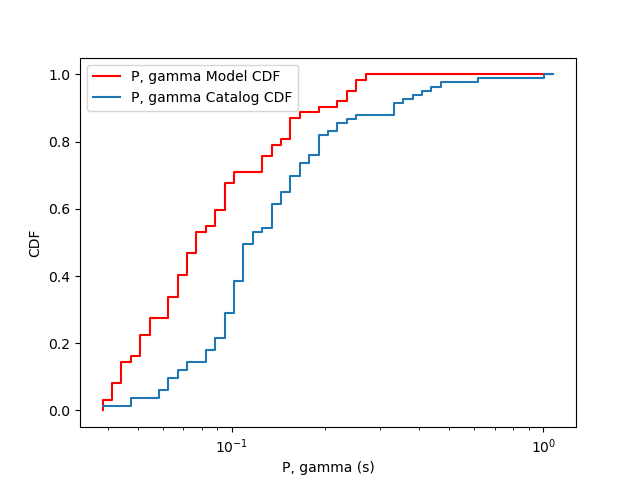 P, gamma Model CDF
P, gamma Catalog CDF
1.0
0.8
0.6
0.4
0.2
0.0
CDF
10⁻¹ 10⁰
P, gamma (s)